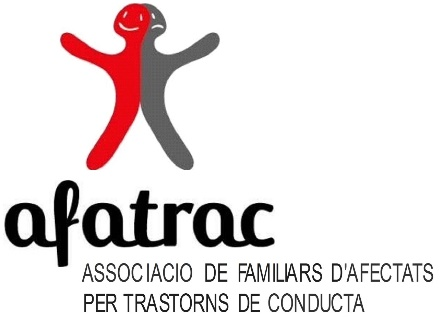 afatrac
ASSOCIACIO DE FAMILIARS D'AFECTATS
PER TRASTORNS DE CONDUCTA